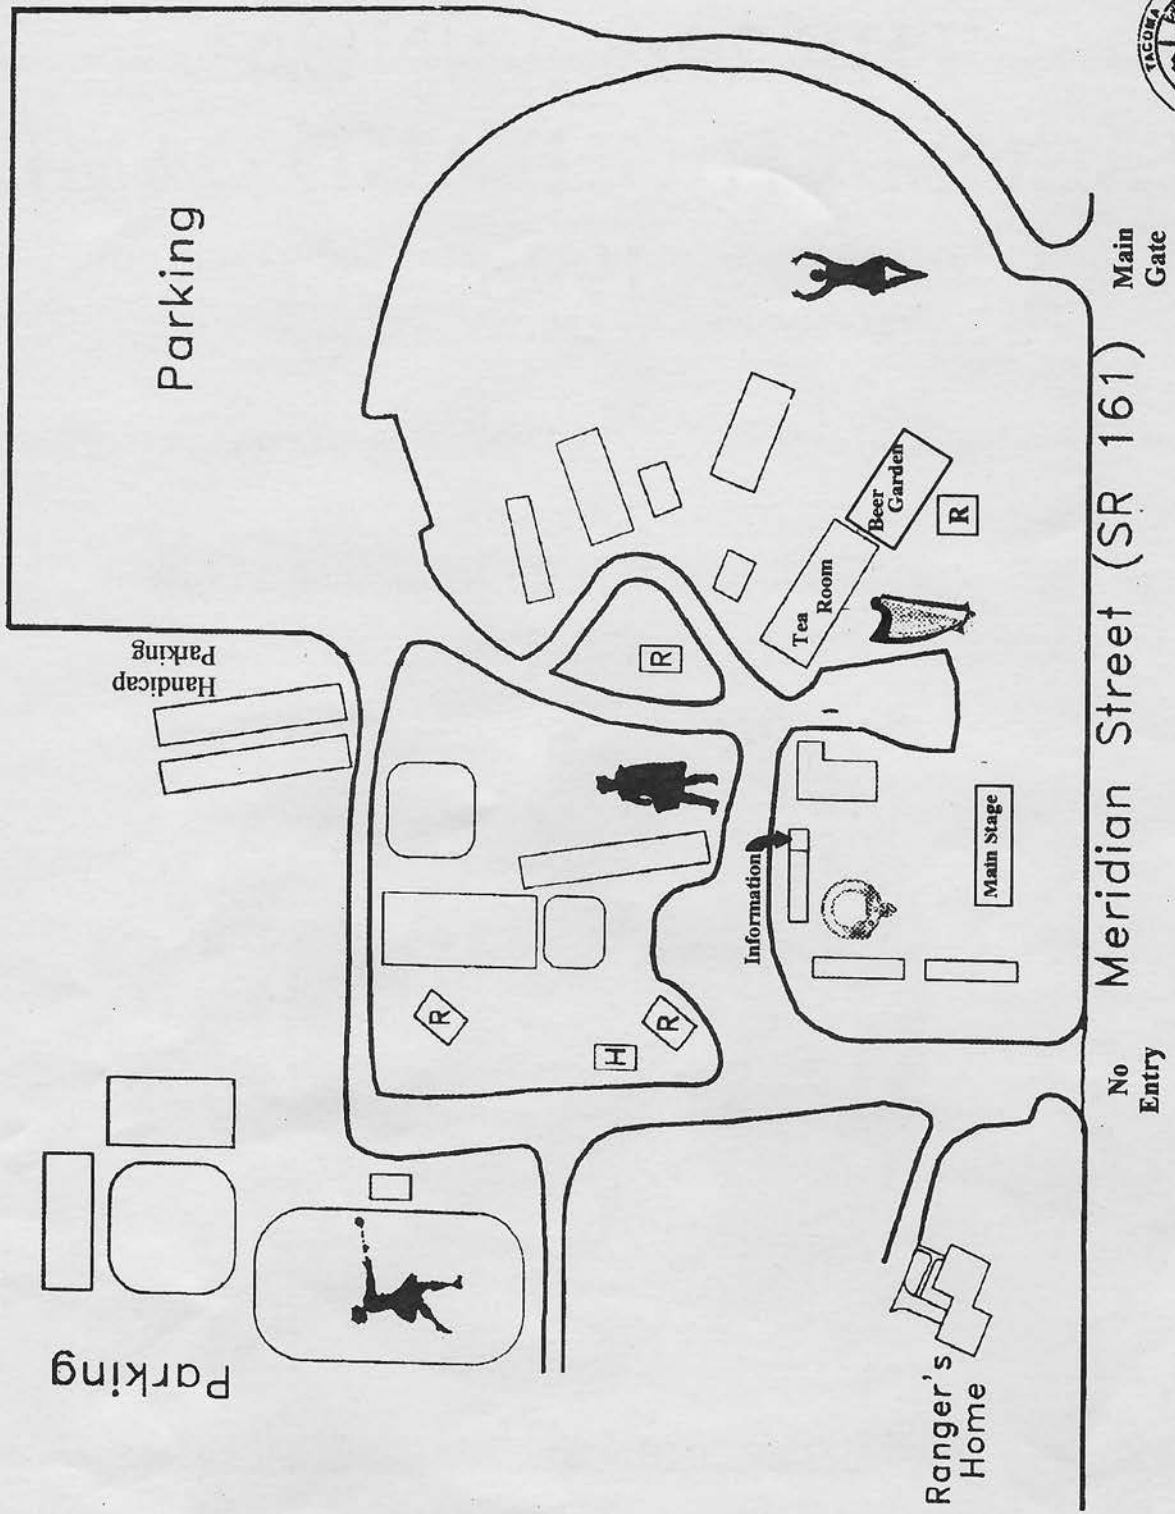 Parking
Handicap
Parking
Parking
R
R
R
H
Information
Tea
Room
Beer
Garden
R
Main Stage
Ranger's
Home
No
Entry
Meridian Street (SR 161)
Main
Gate
TACOMA